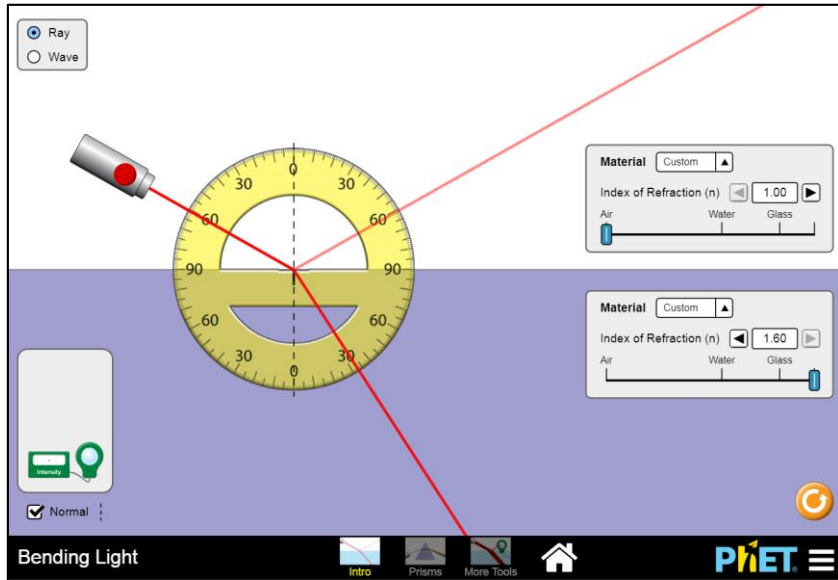 Ray
Wave
0
30 30
60 60
90 90
60 60
30 30
0
Material Custom
Index of Refraction (n) 1.00
Air Water Glass
Material Custom
Index of Refraction (n) 1.60
Air Water Glass
Intensity
Normal
Bending Light
Intro Prisms More Tools
PhET